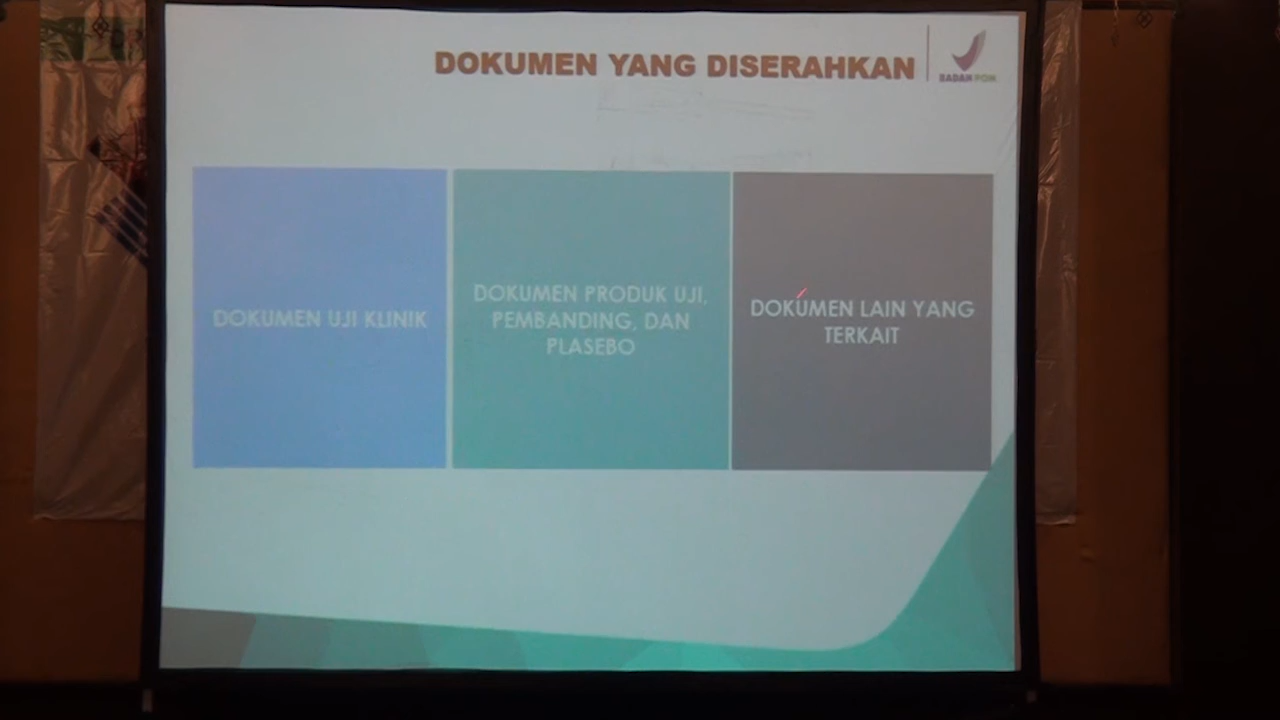 DOKUMEN YANG DISERAHKAN
BADAN POM
DOKUMEN UJI KLINIK
DOKUMEN PRODUK UJI,
PEMBANDING, DAN
PLASEBO
DOKUMEN LAIN YANG
TERKAIT